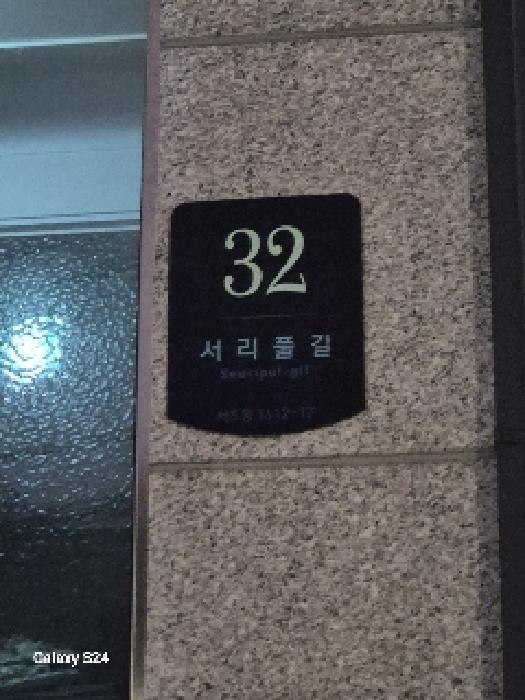 32
서리풀길
Seoripul-gil
Galaxy S24